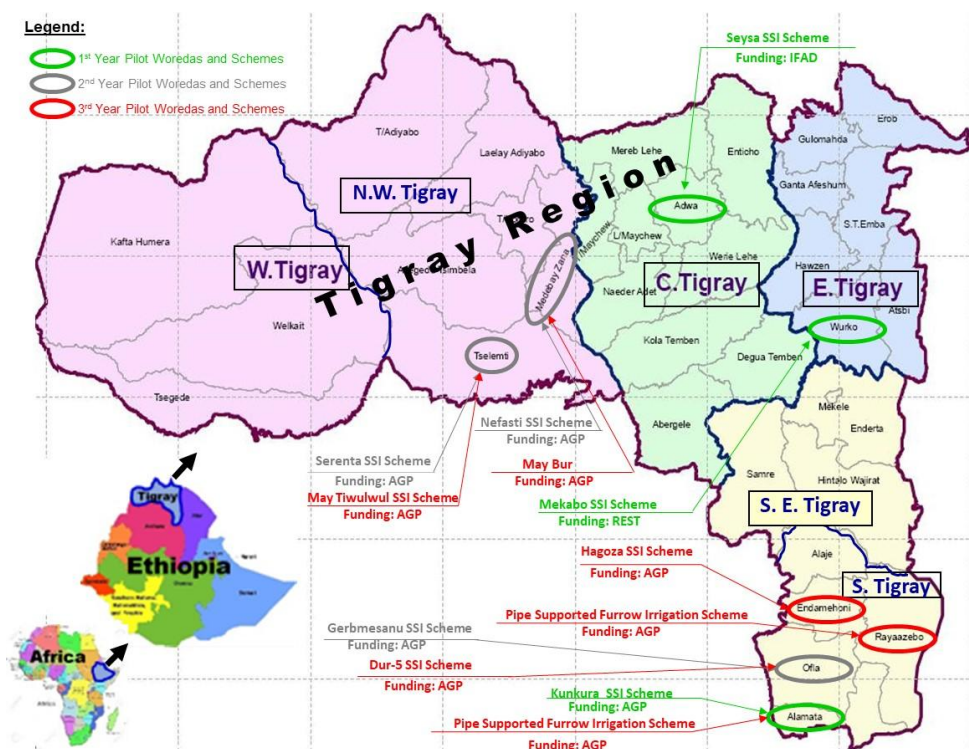 Legend:
1st Year Pilot Woredas and Schemes
2nd Year Pilot Woredas and Schemes
3rd Year Pilot Woredas and Schemes
Seysa SSI Scheme
Funding: IFAD
T/Adiyabo
Laelay Adiyabo
Mereb Lehe
Enticho
Gulomahda
Erob
Ganta Afeshum
N.W. Tigray
Tigray Region
Adwa
S.T.Emba
Kafta Humera
L/Maychew
/Maychew
W.Tigray
Medebay Zana
Werie Lehe
Hawzen
Naeder Adet
C.Tigray
E.Tigray
Atsbi
Welkait
Wurko
Tselemti
Kola Temben
Degua Temben
Tsegede
Mekele
Enderta
Abergele
Nefasti SSI Scheme
Funding: AGP
Serenta SSI Scheme
Funding: AGP
May Bur
Funding: AGP
May Tiwulwul SSI Scheme
Funding: AGP
Samre
Hintalo Wajirat
Mekabo SSI Scheme
Funding: REST
S. E. Tigray
Tigray
Ethiopia
Hagoza SSI Scheme
Funding: AGP
Alaje
S. Tigray
Endamehoni
Pipe Supported Furrow Irrigation Scheme
Funding: AGP
Rayaazebo
Gerbmesanu SSI Scheme
Funding: AGP
Africa
Dur-5 SSI Scheme
Funding: AGP
Ofla
Kunkura SSI Scheme
Funding: AGP
Alamata
Pipe Supported Furrow Irrigation Scheme
Funding: AGP